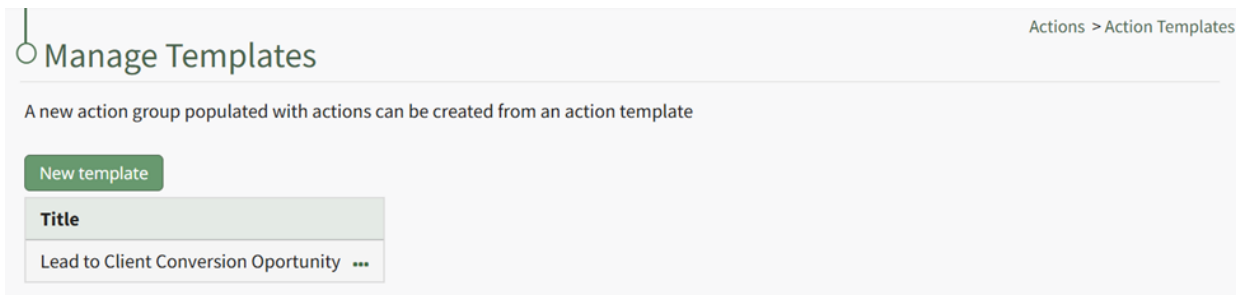 Actions > Action Templates
Manage Templates
A new action group populated with actions can be created from an action template
New template
Title
Lead to Client Conversion Oportunity •••